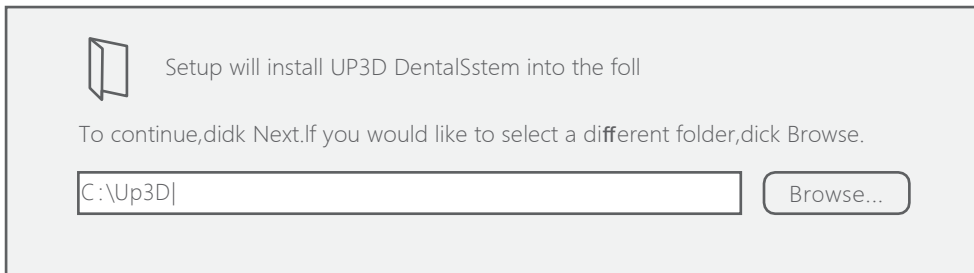 Setup will install UP3D DentalSstem into the foll
To continue,didk Next.lf you would like to select a different folder,dick Browse.
C:\Up3D|
Browse...